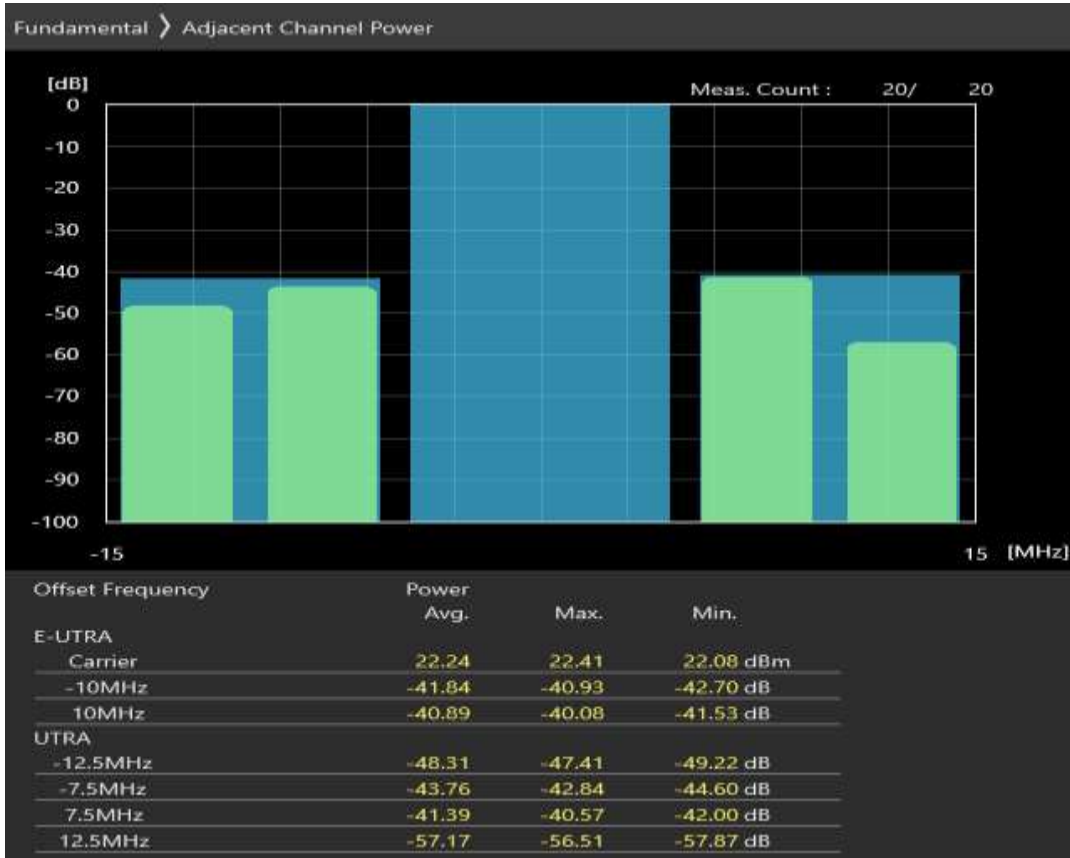 Fundamental 〉 Adjacent Channel Power
[dB]
Meas. Count : 20/ 20
0
-10
-20
-30
-40
-50
-60
-70
-80
-90
-100
-15 15 [MHz]
Offset Frequency Power
Avg. Max. Min.
E-UTRA
Carrier 22.24 22.41 22.08 dBm
-10MHz -41.84 -40.93 -42.70 dB
10MHz -40.89 -40.08 -41.53 dB
UTRA
-12.5MHz -48.31 -47.41 -49.22 dB
-7.5MHz -43.76 -42.84 -44.60 dB
7.5MHz -41.39 -40.57 -42.00 dB
12.5MHz -57.17 -56.51 -57.87 dB